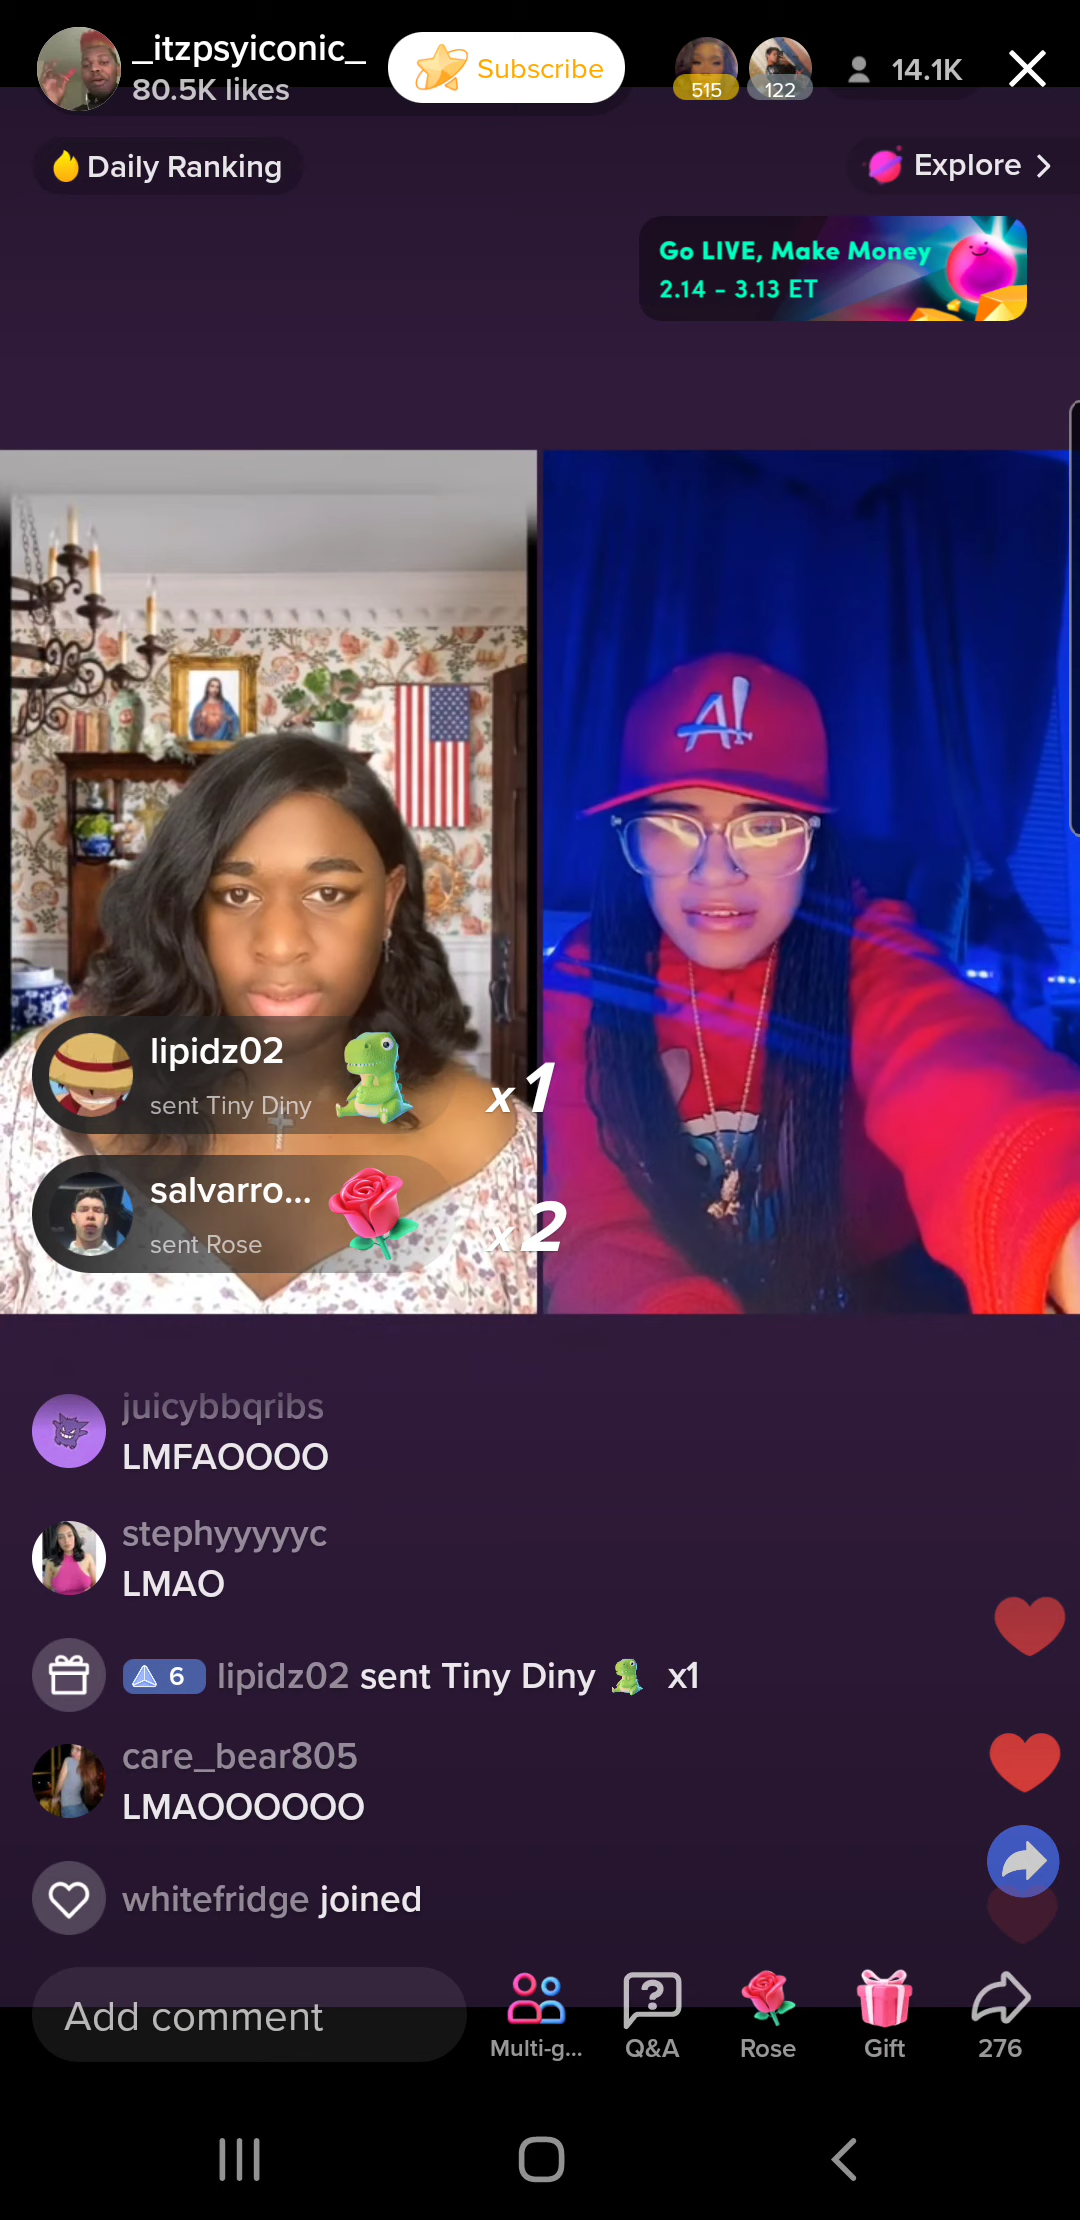 _itzpsyiconic_
80.5K likes
Subscribe
515
122
14.1K
Daily Ranking
Explore
Go LIVE, Make Money
2.14 - 3.13 ET
A!
lipidz02
sent Tiny Diny
x1
salvarro...
sent Rose
x2
juicybbqribs
LMFAOOOO
stephyyyyyc
LMAO
6 lipidz02 sent Tiny Diny x1
care_bear805
LMAOOOOOO
whitefridge joined
Add comment
Multi-g...
Q&A
Rose
Gift
276